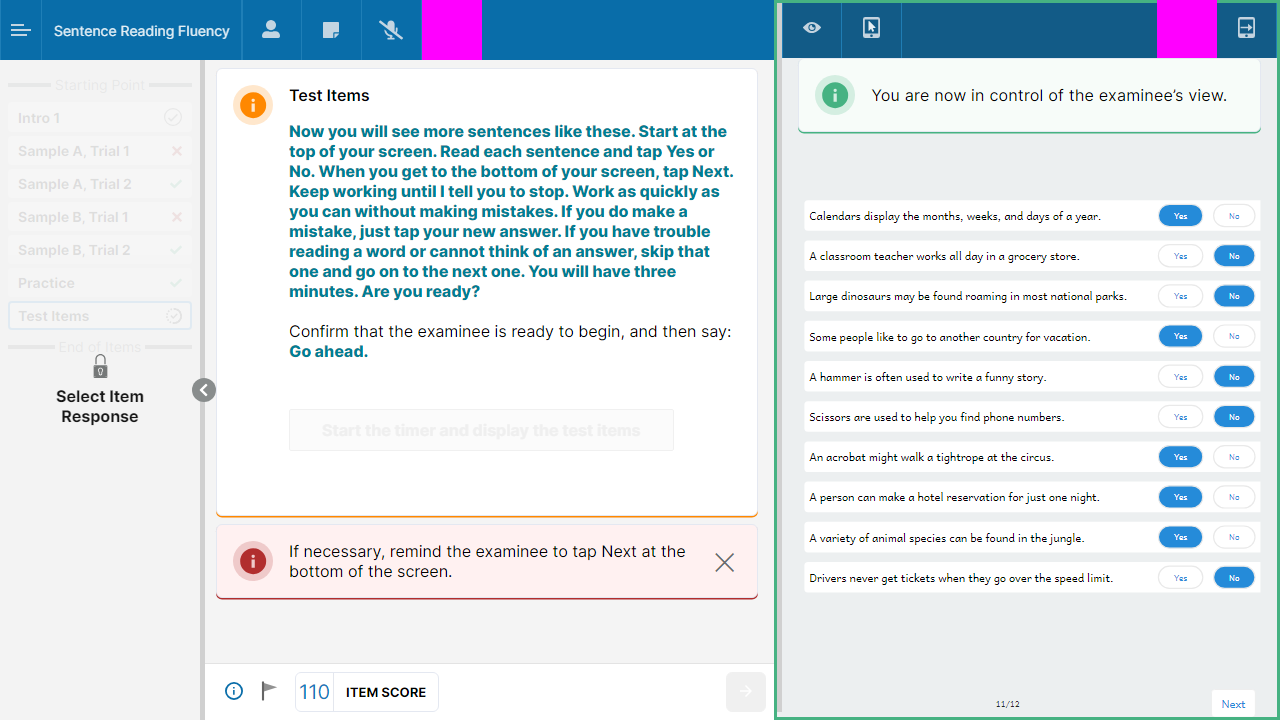 Sentence Reading Fluency
Starting Point
Intro 1
Sample A, Trial 1
Sample A, Trial 2
Sample B, Trial 1
Sample B, Trial 2
Practice
Test Items
End of Items
Select Item
Response
Test Items
Now you will see more sentences like these. Start at the
top of your screen. Read each sentence and tap Yes or
No. When you get to the bottom of your screen, tap Next.
Keep working until I tell you to stop. Work as quickly as
you can without making mistakes. If you do make a
mistake, just tap your new answer. If you have trouble
reading a word or cannot think of an answer, skip that
one and go on to the next one. You will have three
minutes. Are you ready?
Confirm that the examinee is ready to begin, and then say:
Go ahead.
Start the timer and display the test items
If necessary, remind the examinee to tap Next at the
bottom of the screen.
110 ITEM SCORE
You are now in control of the examinee's view.
Calendars display the months, weeks, and days of a year. Yes No
A classroom teacher works all day in a grocery store. Yes No
Large dinosaurs may be found roaming in most national parks. Yes No
Some people like to go to another country for vacation. Yes No
A hammer is often used to write a funny story. Yes No
Scissors are used to help you find phone numbers. Yes No
An acrobat might walk a tightrope at the circus. Yes No
A person can make a hotel reservation for just one night. Yes No
A variety of animal species can be found in the jungle. Yes No
Drivers never get tickets when they go over the speed limit. Yes No
11/12
Next